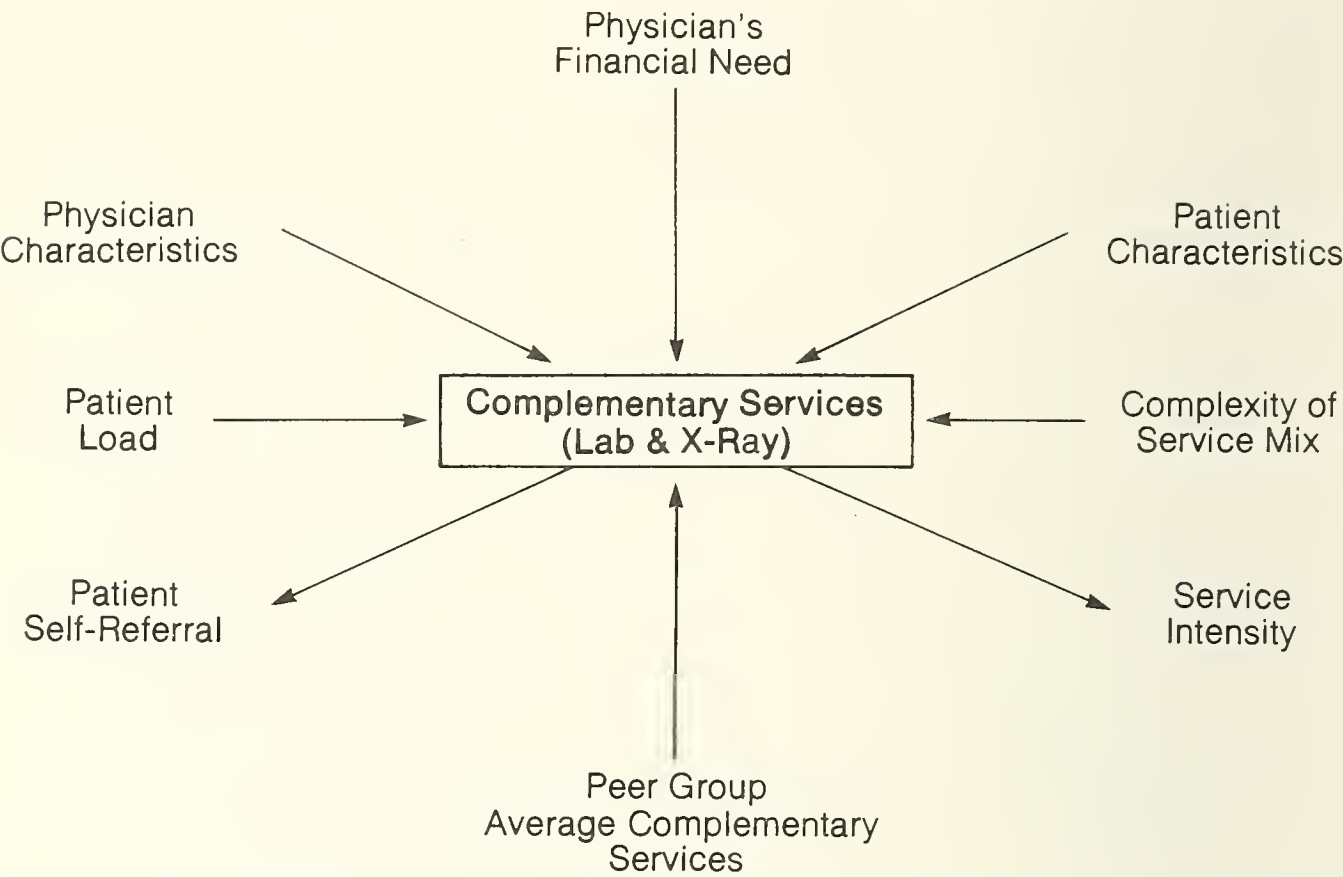 Physician's
Financial Need
Physician
Characteristics
Patient
Characteristics
Patient
Load
Complementary Services
(Lab & X-Ray)
Complexity of
Service Mix
Patient
Self-Referral
Service
Intensity
Peer Group
Average Complementary
Services